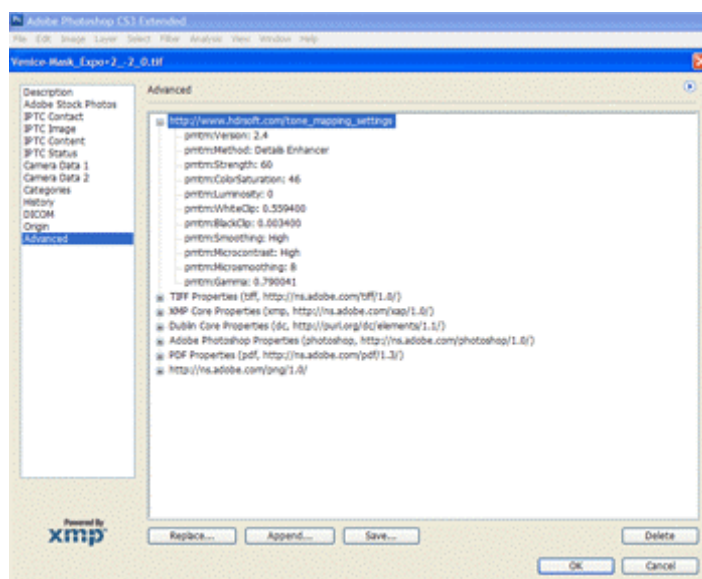 Adobe Photoshop CS3 Extended
File Edit Image Layer Select Filter Analysis View Window Help
Venice-Mask_Expo+2_-2_0.tif
Description
Adobe Stock Photos
IPTC Contact
IPTC Image
IPTC Content
IPTC Status
Camera Data 1
Camera Data 2
Categories
History
DICOM
Origin
Advanced
Advanced
http://www.hdrsoft.com/tone_mapping_settings
pmtm:Version: 2.4
pmtm:Method: Details Enhancer
pmtm:Strength: 60
pmtm:ColorSaturation: 46
pmtm:Luminosity: 0
pmtm:WhiteClip: 0.559400
pmtm:BlackClip: 0.003400
pmtm:Smoothing: High
pmtm:Microcontrast: High
pmtm:Microsmoothing: 8
pmtm:Gamma: 0.790041
TIFF Properties (tiff, http://ns.adobe.com/tiff/1.0/)
XMP Core Properties (xmp, http://ns.adobe.com/xap/1.0/)
Dublin Core Properties (dc, http://purl.org/dc/elements/1.1/)
Adobe Photoshop Properties (photoshop, http://ns.adobe.com/photoshop/1.0/)
PDF Properties (pdf, http://ns.adobe.com/pdf/1.3/)
http://ns.adobe.com/png/1.0/
Powered By
xmp
Replace... Append... Save... Delete
OK Cancel